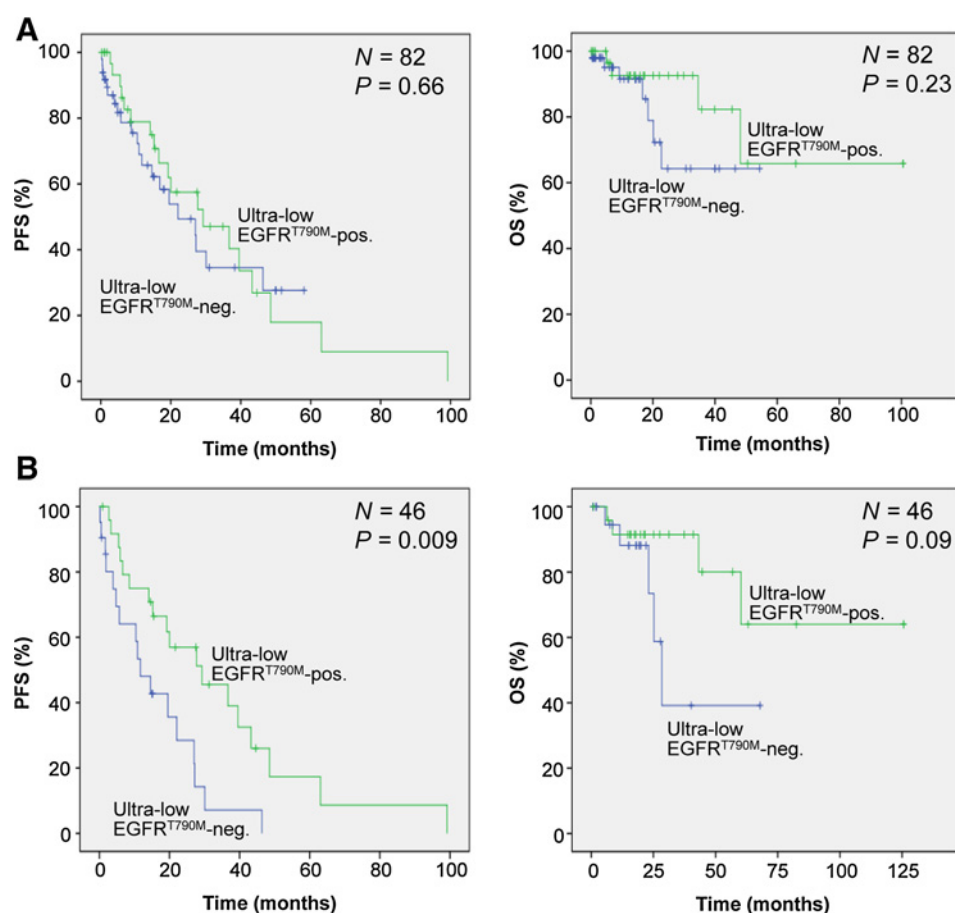 A
N = 82
P = 0.66
PFS (%)
100
80
60
40
20
0
Ultra-low
EGFRT790M-pos.
Ultra-low
EGFRT790M-neg.
0 20 40 60 80 100
Time (months)
N = 82
P = 0.23
OS (%)
100
80
60
40
20
0
Ultra-low
EGFRT790M-pos.
Ultra-low
EGFRT790M-neg.
0 20 40 60 80 100
Time (months)
B
N = 46
P = 0.009
PFS (%)
100
80
60
40
20
0
Ultra-low
EGFRT790M-pos.
Ultra-low
EGFRT790M-neg.
0 20 40 60 80 100
Time (months)
N = 46
P = 0.09
OS (%)
100
80
60
40
20
0
Ultra-low
EGFRT790M-pos.
Ultra-low
EGFRT790M-neg.
0 25 50 75 100 125
Time (months)